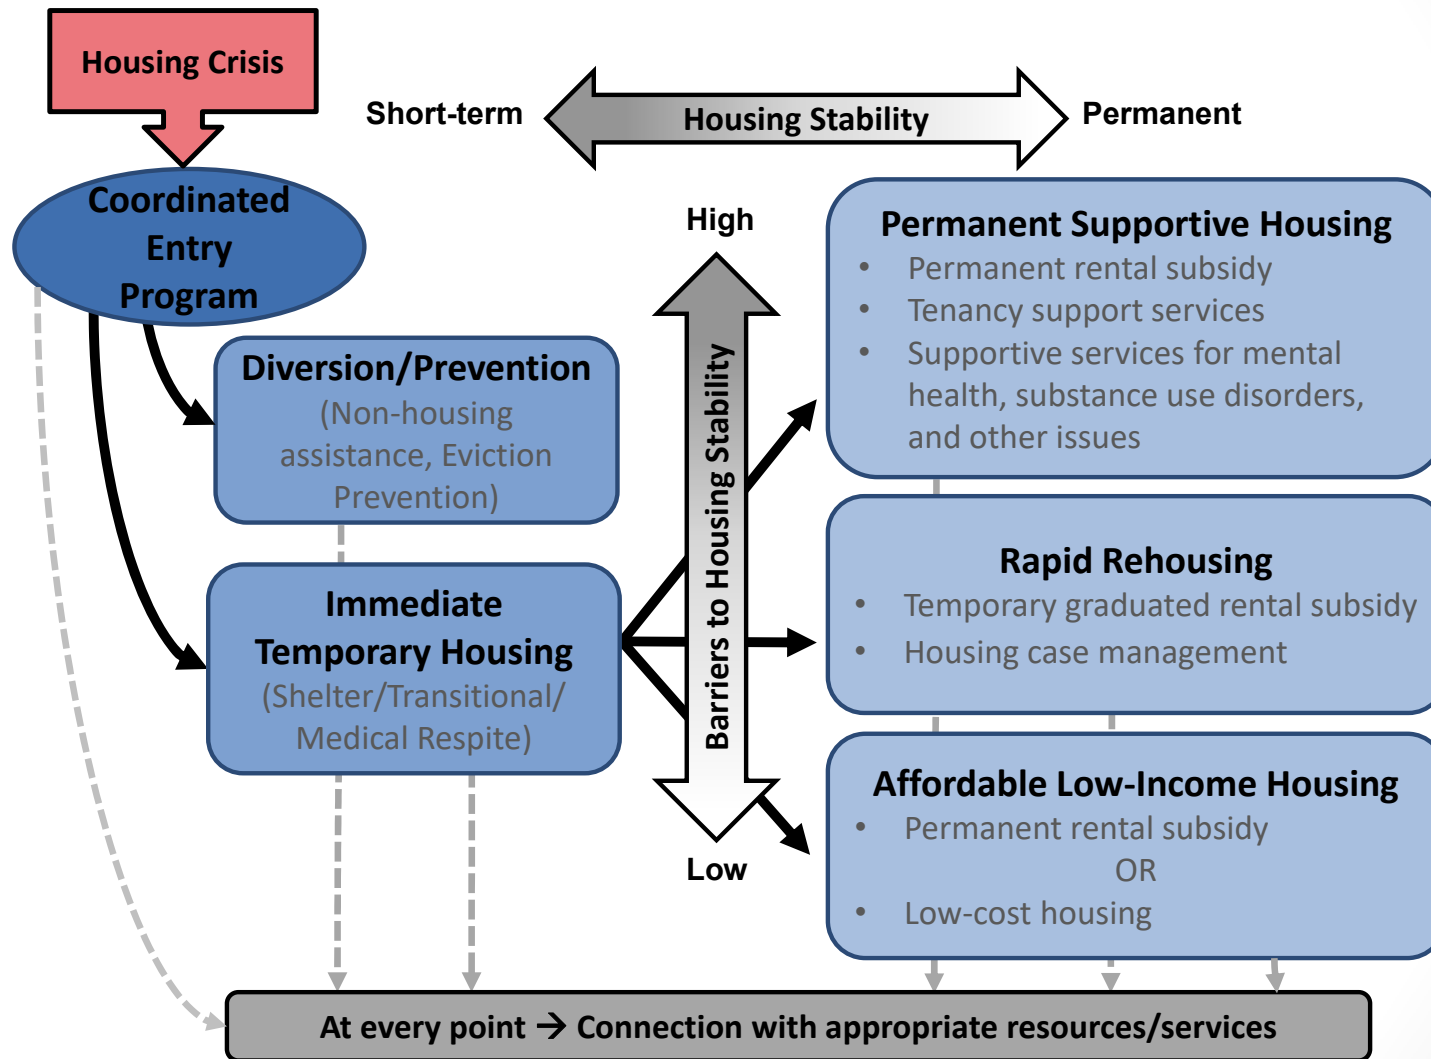 Housing Crisis
Short-term
Housing Stability
Permanent
Coordinated
Entry
Program
Diversion/Prevention
(Non-housing
assistance, Eviction
Prevention)
Immediate
Temporary Housing
(Shelter/Transitional/
Medical Respite)
High
Barriers to Housing Stability
Low
Permanent Supportive Housing
• Permanent rental subsidy
• Tenancy support services
• Supportive services for mental
health, substance use disorders,
and other issues
Rapid Rehousing
• Temporary graduated rental subsidy
• Housing case management
Affordable Low-Income Housing
• Permanent rental subsidy
OR
• Low-cost housing
At every point → Connection with appropriate resources/services